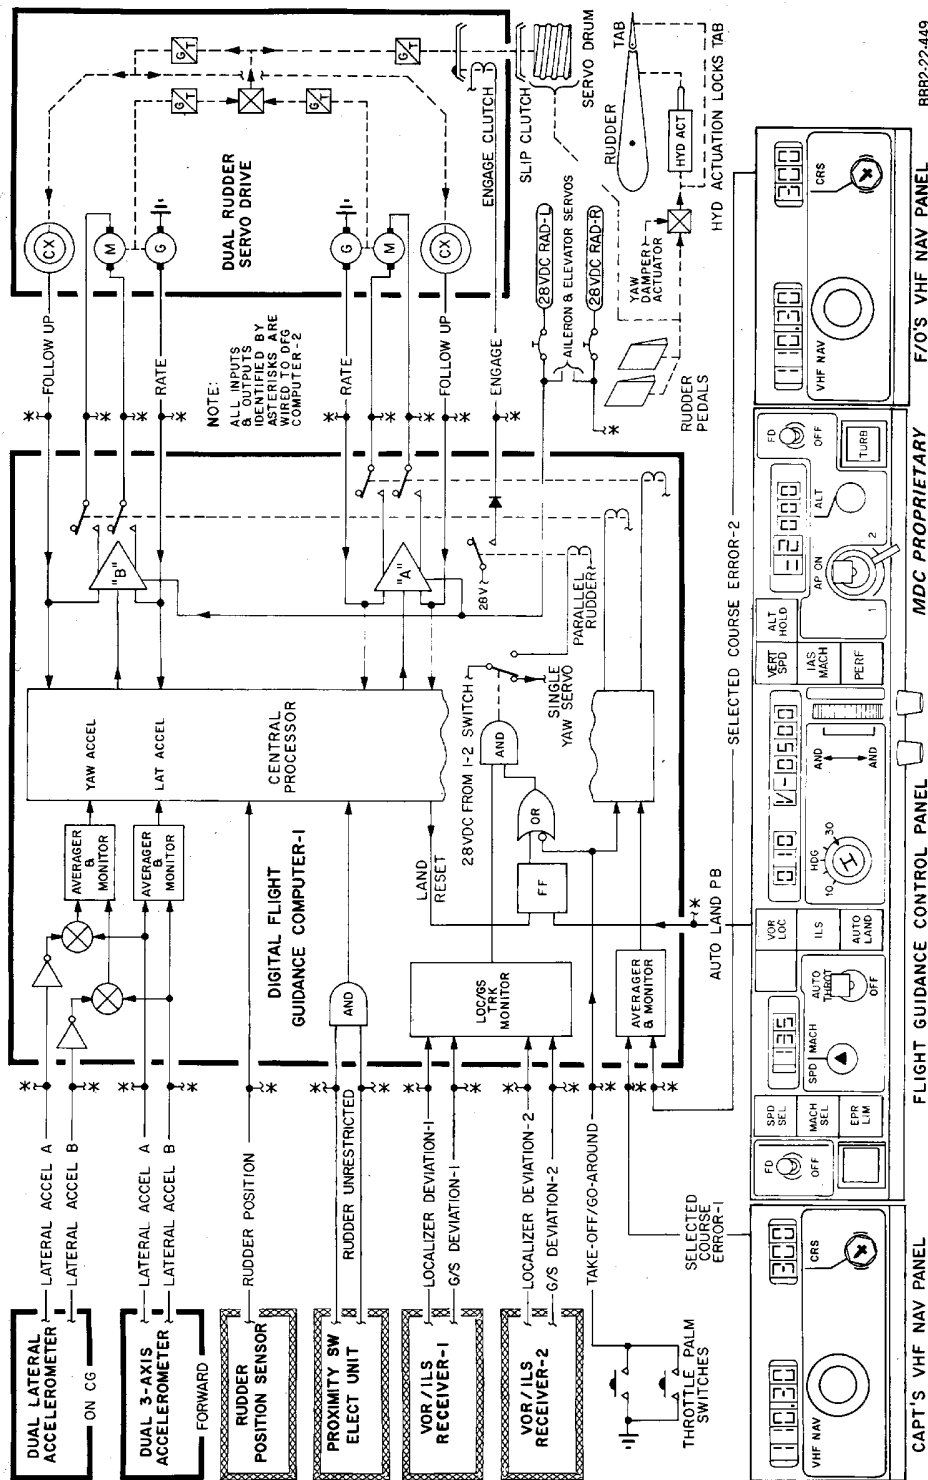 DUAL LATERAL
ACCELEROMETER
ON CG
DUAL 3-AXIS
ACCELEROMETER
FORWARD
RUDDER
POSITION SENSOR
PROXIMITY SW
ELECT UNIT
VOR/ILS
RECEIVER-1
VOR/ILS
RECEIVER-2
THROTTLE PALM
SWITCHES
LATERAL ACCEL A
LATERAL ACCEL B
LATERAL ACCEL A
LATERAL ACCEL B
RUDDER POSITION
RUDDER UNRESTRICTED
LOCALIZER DEVIATION-1
G/S DEVIATION-1
LOCALIZER DEVIATION-2
G/S DEVIATION-2
TAKE-OFF/GO-AROUND
SELECTED
COURSE
ERROR-1
DIGITAL FLIGHT
GUIDANCE COMPUTER-1
AVERAGER
&
MONITOR
AVERAGER
&
MONITOR
YAW ACCEL
LAT ACCEL
CENTRAL
PROCESSOR
AND
LOC/GS
TRK
MONITOR
AVERAGER
& MONITOR
LAND
RESET
FF
OR
AND
28VDC FROM 1-2 SWITCH
SINGLE
YAW SERVO
PARALLEL
RUDDER
28V
"B"
"A"
AUTO LAND PB
SELECTED COURSE ERROR-2
NOTE:
ALL INPUTS
& OUTPUTS
IDENTIFIED BY
ASTERISKS ARE
WIRED TO DFG
COMPUTER-2
FOLLOW UP
RATE
RATE
FOLLOW UP
ENGAGE
DUAL RUDDER
SERVO DRIVE
CX
M
G
G
M
CX
G/T
G/T
G/T
G/T
G/T
ENGAGE CLUTCH
SLIP CLUTCH
SERVO DRUM
28VDC RAD-L
AILERON & ELEVATOR SERVOS
28VDC RAD-R
RUDDER
TAB
HYD ACT
YAW
DAMPER
ACTUATOR
RUDDER
PEDALS
HYD ACTUATION LOCKS TAB
110.30
130
VHF NAV
CRS
CAPT'S VHF NAV PANEL
FD
OFF
SPD
SEL
MACH
SEL
EPR
LIM
135
SPD
MACH
AUTO
THROT
OFF
VOR
LOC
ILS
AUTO
LAND
010
HDG
10
30
H
V-0500
AND
AND
VERT
SPD
IAS
MACH
PERF
ALT
HOLD
=2000
AP ON
ALT
1
2
FD
OFF
TURB
FLIGHT GUIDANCE CONTROL PANEL
MDC PROPRIETARY
110.30
130
VHF NAV
CRS
F/O'S VHF NAV PANEL
BBB2-22-449